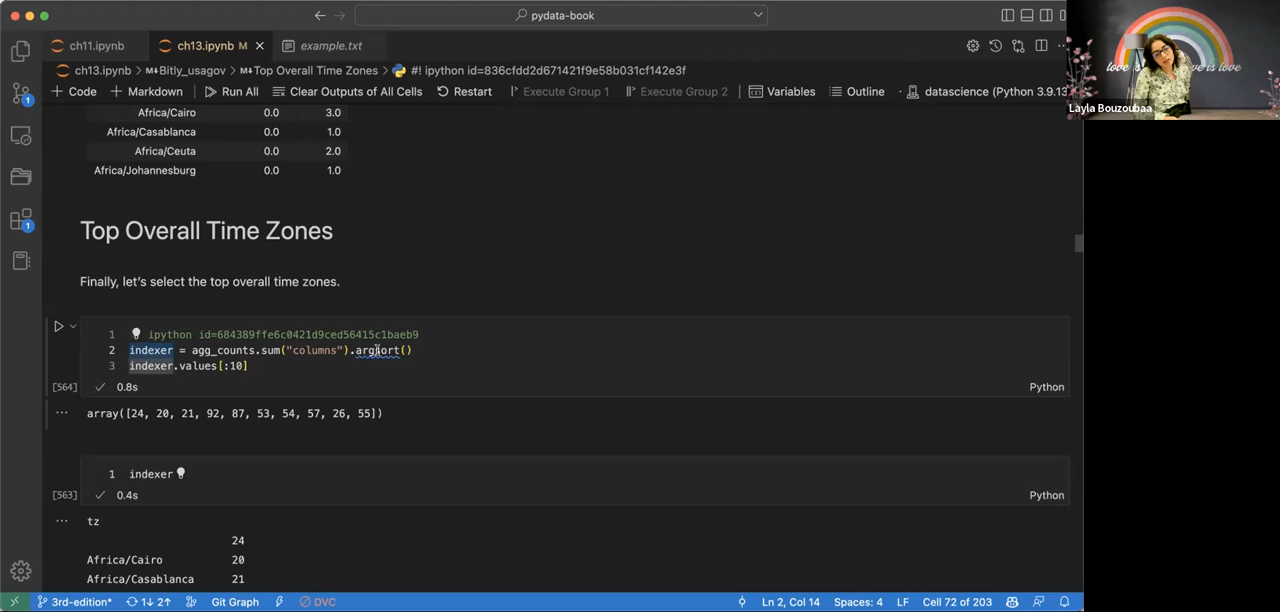 pydata-book
ch11.ipynb
ch13.ipynb M
example.txt
ch13.ipynb > M Bitly_usagov > M Top Overall Time Zones > #! ipython id=836cfdd2d671421f9e58b031cf142e3f
+ Code + Markdown Run All Clear Outputs of All Cells Restart Execute Group 1 Execute Group 2 Variables Outline ... datascience (Python 3.9.13
love is love is love
Layla Bouzoubaa
Africa/Cairo 0.0 3.0
Africa/Casablanca 0.0 1.0
Africa/Ceuta 0.0 2.0
Africa/Johannesburg 0.0 1.0
Top Overall Time Zones
Finally, let's select the top overall time zones.
1 ipython id=684389ffe6c0421d9ced56415c1baeb9
2 indexer = agg_counts.sum("columns").argsort()
3 indexer.values[:10]
[564] 0.8s Python
... array([24, 20, 21, 92, 87, 53, 54, 57, 26, 55])
1 indexer
[563] 0.4s Python
... tz
24
Africa/Cairo 20
Africa/Casablanca 21
3rd-edition* 1↓ 2↑ Git Graph DVC Ln 2, Col 14 Spaces: 4 LF Cell 72 of 203